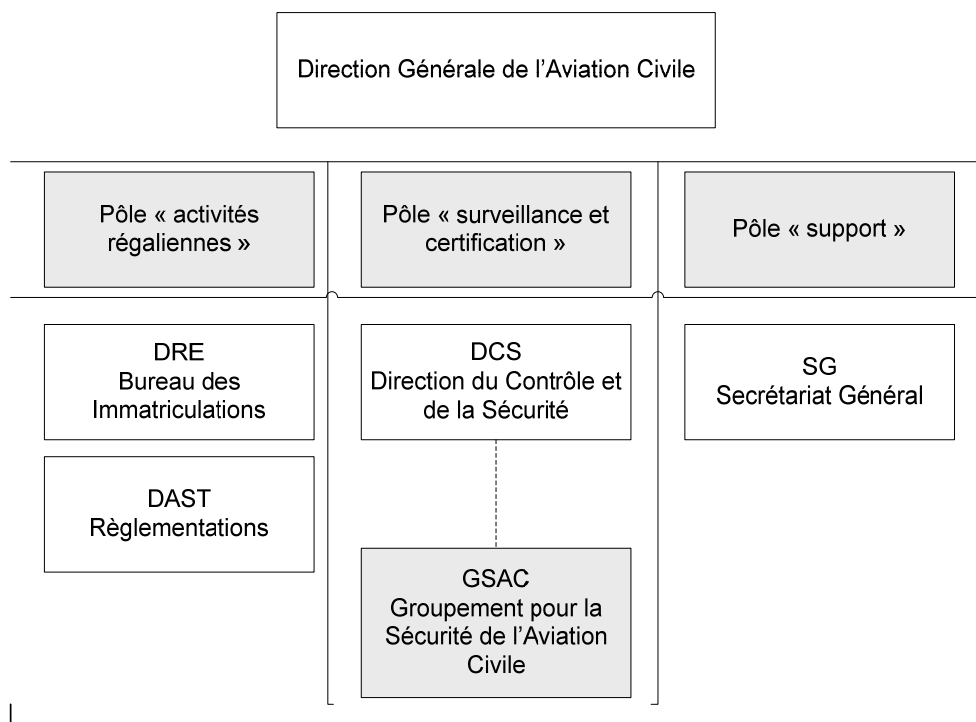 Direction Générale de l’Aviation Civile
Pôle « activités
régaliennes »
Pôle « surveillance et
certification »
Pôle « support »
DRE
Bureau des
Immatriculations
DCS
Direction du Contrôle et
de la Sécurité
SG
Secrétariat Général
DAST
Règlementations
GSAC
Groupement pour la
Sécurité de l’Aviation
Civile